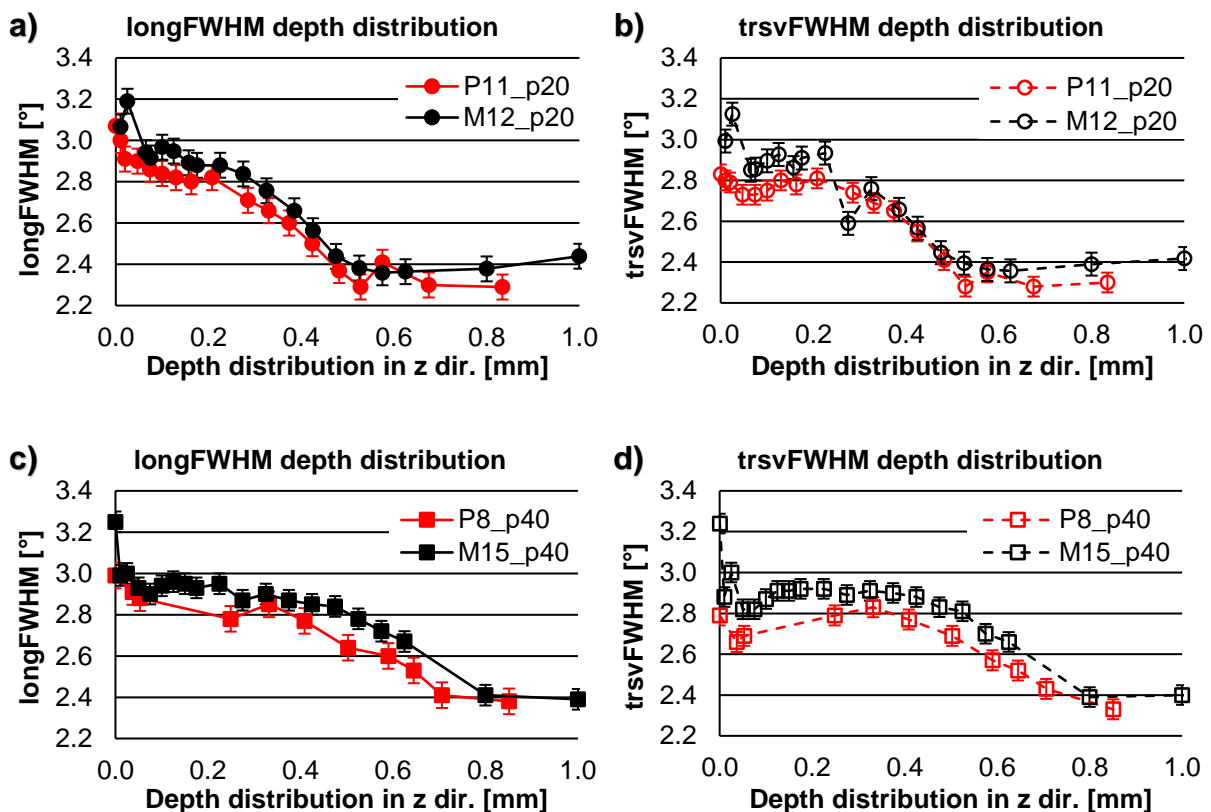 a) longFWHM depth distribution
longFWHM [°]
3.4
3.2
3.0
2.8
2.6
2.4
2.2
P11_p20
M12_p20
0.0 0.2 0.4 0.6 0.8 1.0
Depth distribution in z dir. [mm]
b) trsvFWHM depth distribution
trsvFWHM [°]
3.4
3.2
3.0
2.8
2.6
2.4
2.2
P11_p20
M12_p20
0.0 0.2 0.4 0.6 0.8 1.0
Depth distribution in z dir. [mm]
c) longFWHM depth distribution
longFWHM [°]
3.4
3.2
3.0
2.8
2.6
2.4
2.2
P8_p40
M15_p40
0.0 0.2 0.4 0.6 0.8 1.0
Depth distribution in z dir. [mm]
d) trsvFWHM depth distribution
trsvFWHM [°]
3.4
3.2
3.0
2.8
2.6
2.4
2.2
P8_p40
M15_p40
0.0 0.2 0.4 0.6 0.8 1.0
Depth distribution in z dir. [mm]